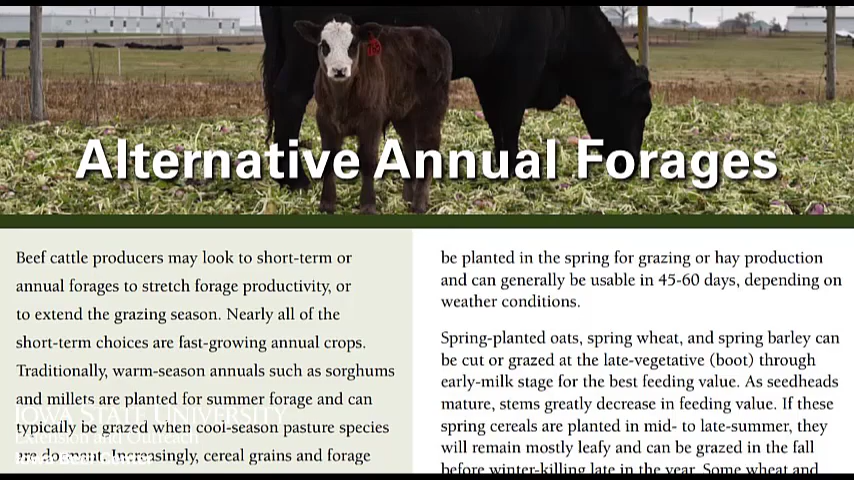 Alternative Annual Forages
Beef cattle producers may look to short-term or
annual forages to stretch forage productivity, or
to extend the grazing season. Nearly all of the
short-term choices are fast-growing annual crops.
Traditionally, warm-season annuals such as sorghums
and millets are planted for summer forage and can
typically be grazed when cool-season pasture species
are dormant. Increasingly, cereal grains and forage
IOWA STATE UNIVERSITY
Extension and Outreach
Iowa Beef Center
be planted in the spring for grazing or hay production
and can generally be usable in 45-60 days, depending on
weather conditions.
Spring-planted oats, spring wheat, and spring barley can
be cut or grazed at the late-vegetative (boot) through
early-milk stage for the best feeding value. As seedheads
mature, stems greatly decrease in feeding value. If these
spring cereals are planted in mid- to late-summer, they
will remain mostly leafy and can be grazed in the fall
before winter-killing late in the year. Some wheat and